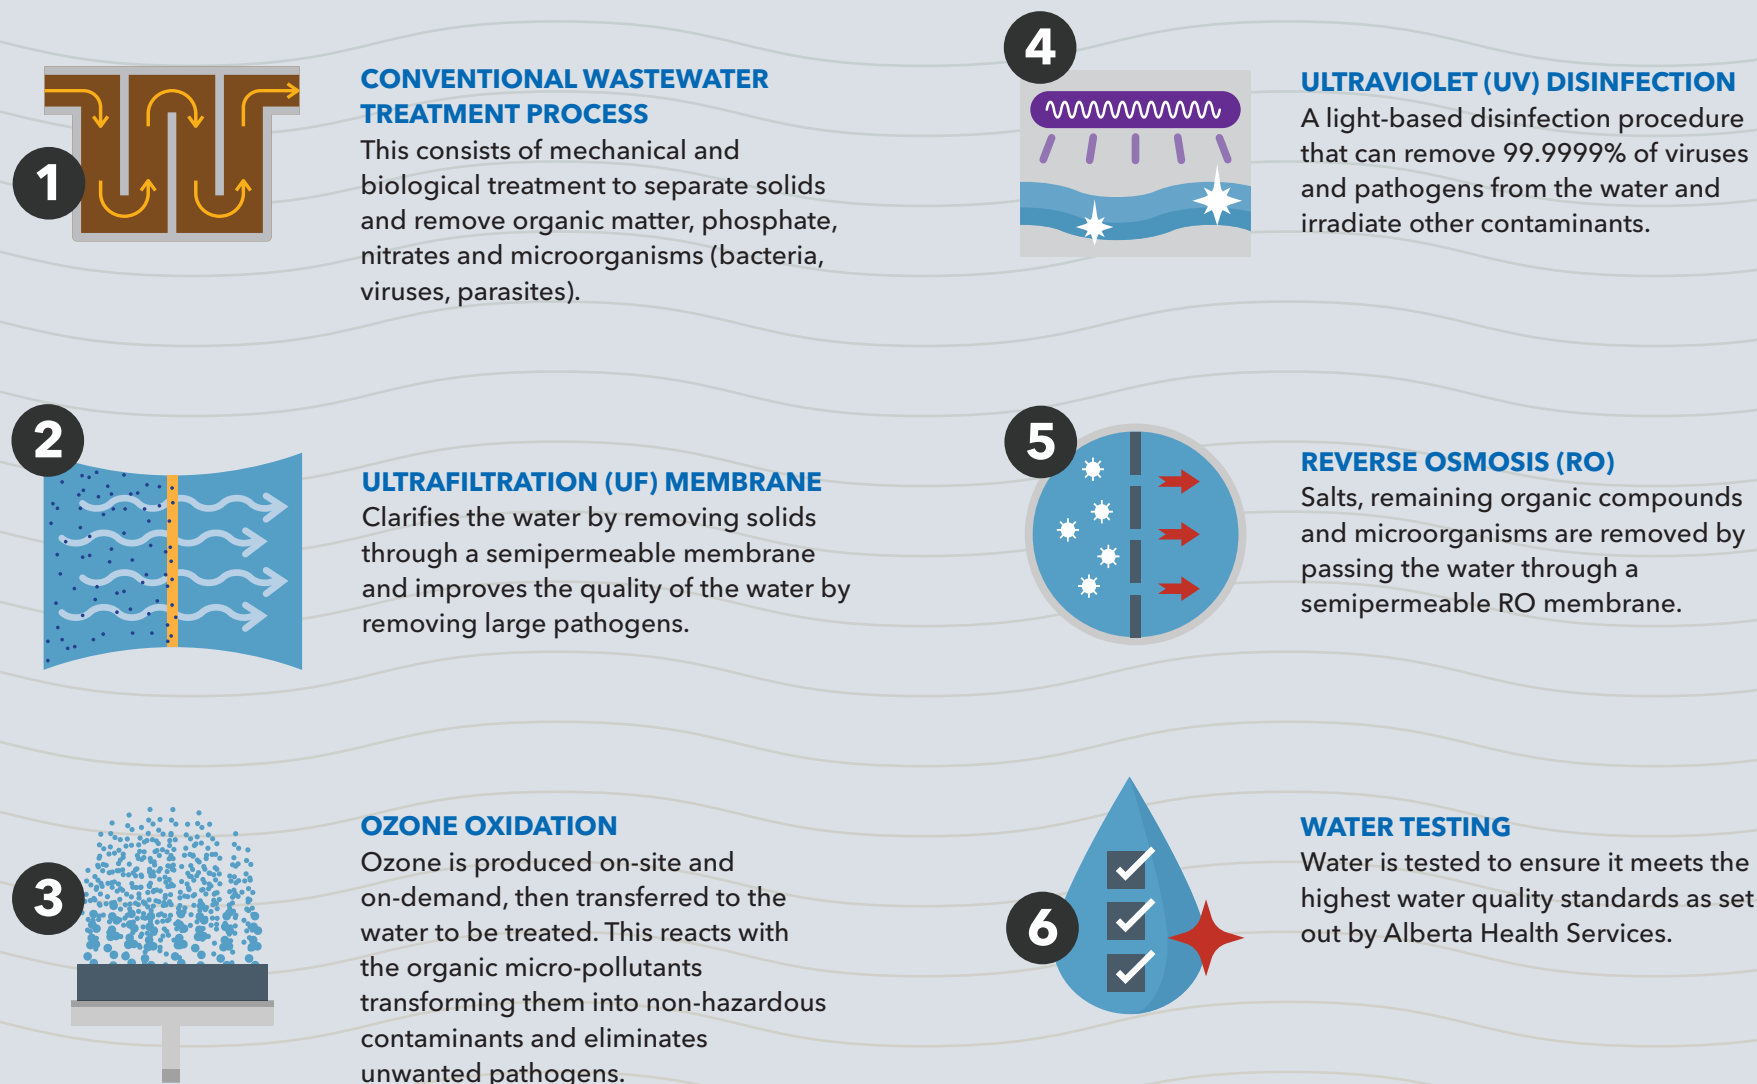 1
CONVENTIONAL WASTEWATER
TREATMENT PROCESS
This consists of mechanical and
biological treatment to separate solids
and remove organic matter, phosphate,
nitrates and microorganisms (bacteria,
viruses, parasites).
2
ULTRAFILTRATION (UF) MEMBRANE
Clarifies the water by removing solids
through a semipermeable membrane
and improves the quality of the water by
removing large pathogens.
3
OZONE OXIDATION
Ozone is produced on-site and
on-demand, then transferred to the
water to be treated. This reacts with
the organic micro-pollutants
transforming them into non-hazardous
contaminants and eliminates
unwanted pathogens.
4
ULTRAVIOLET (UV) DISINFECTION
A light-based disinfection procedure
that can remove 99.9999% of viruses
and pathogens from the water and
irradiate other contaminants.
5
REVERSE OSMOSIS (RO)
Salts, remaining organic compounds
and microorganisms are removed by
passing the water through a
semipermeable RO membrane.
6
WATER TESTING
Water is tested to ensure it meets the
highest water quality standards as set
out by Alberta Health Services.